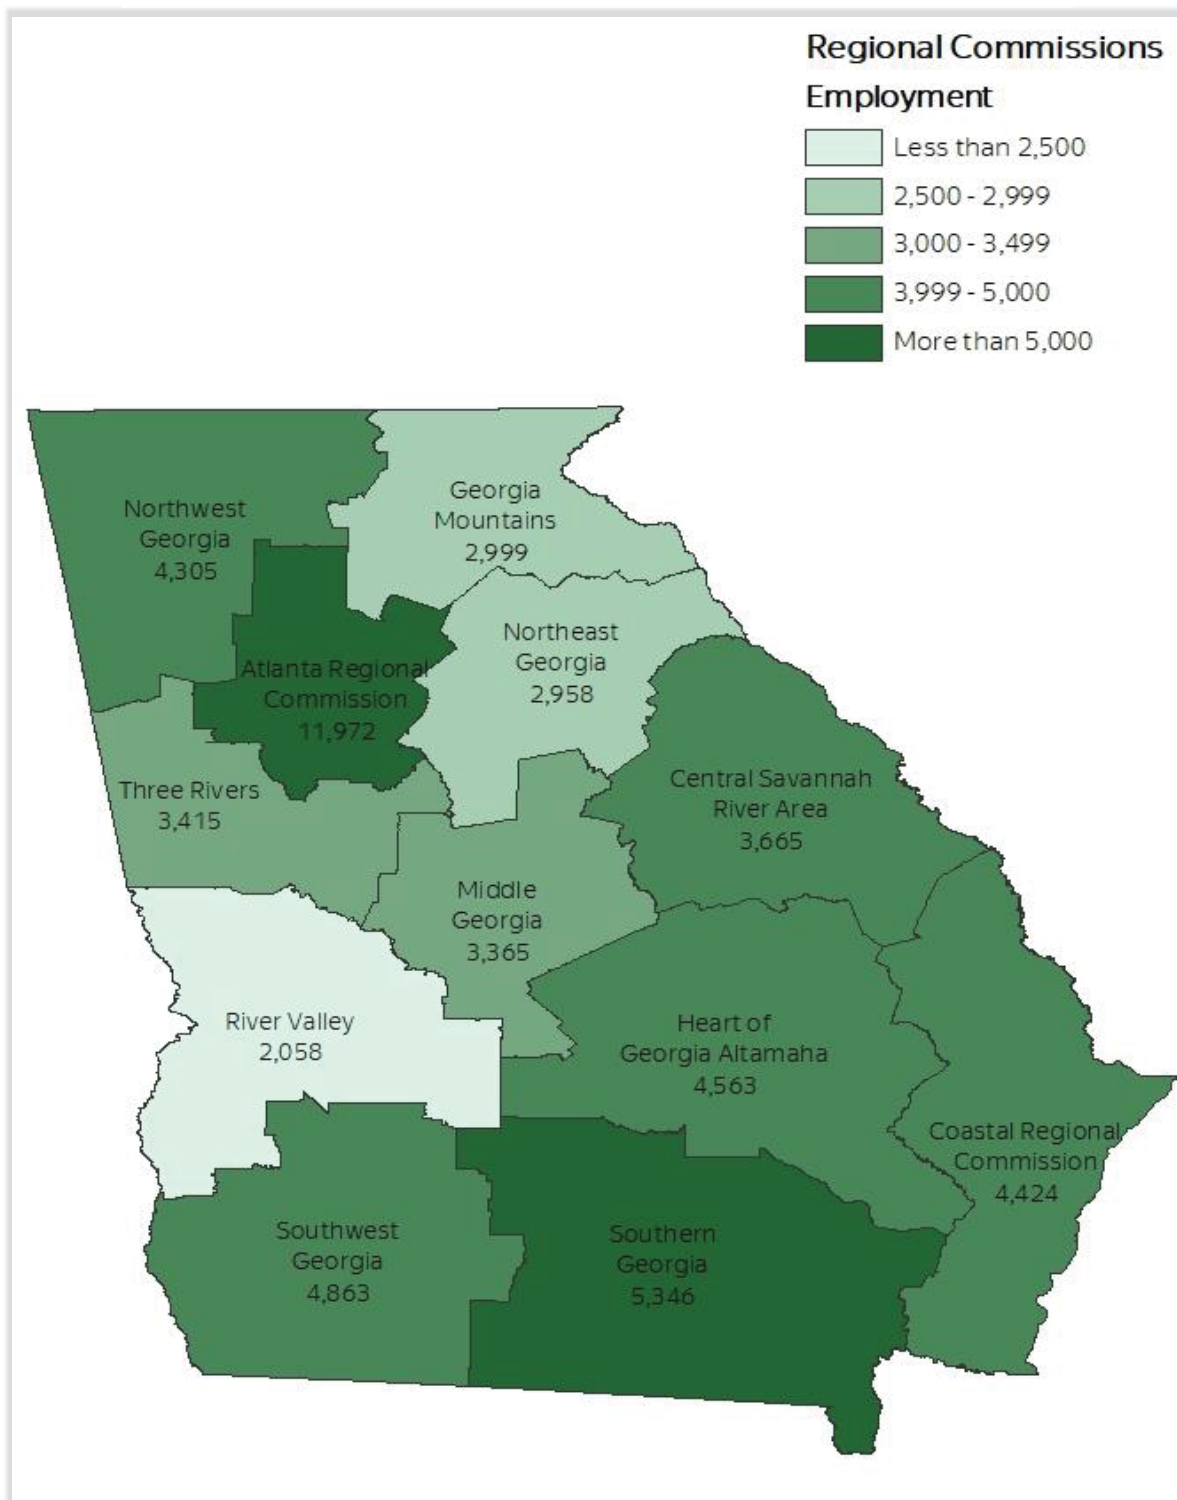 Regional Commissions
Employment
Less than 2,500
2,500 - 2,999
3,000 - 3,499
3,999 - 5,000
More than 5,000
Northwest
Georgia
4,305
Georgia
Mountains
2,999
Northeast
Georgia
2,958
Atlanta Regional
Commission
11,972
Three Rivers
3,415
Central Savannah
River Area
3,665
Middle
Georgia
3,365
River Valley
2,058
Heart of
Georgia Altamaha
4,563
Coastal Regional
Commission
4,424
Southwest
Georgia
4,863
Southern
Georgia
5,346